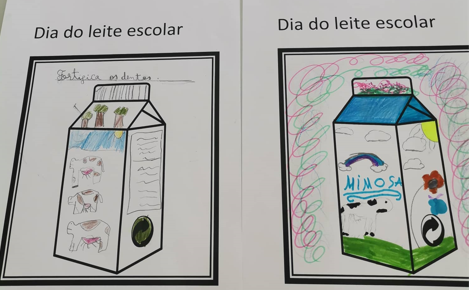 Dia do leite escolar
Fortifica os dentes.
Dia do leite escolar
MIMOSA